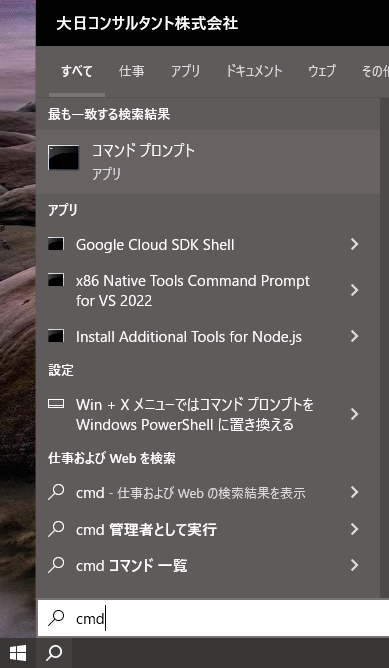 大日コンサルタント株式会社
すべて 仕事 アプリ ドキュメント ウェブ その他
最も一致する検索結果
コマンド プロンプト
アプリ
アプリ
Google Cloud SDK Shell
x86 Native Tools Command Prompt
for VS 2022
Install Additional Tools for Node.js
設定
Win + X メニューではコマンド プロンプトを
Windows PowerShell に置き換える
仕事および Web を検索
cmd - 仕事および Web の検索結果を表示
cmd 管理者として実行
cmd コマンド 一覧
cmd